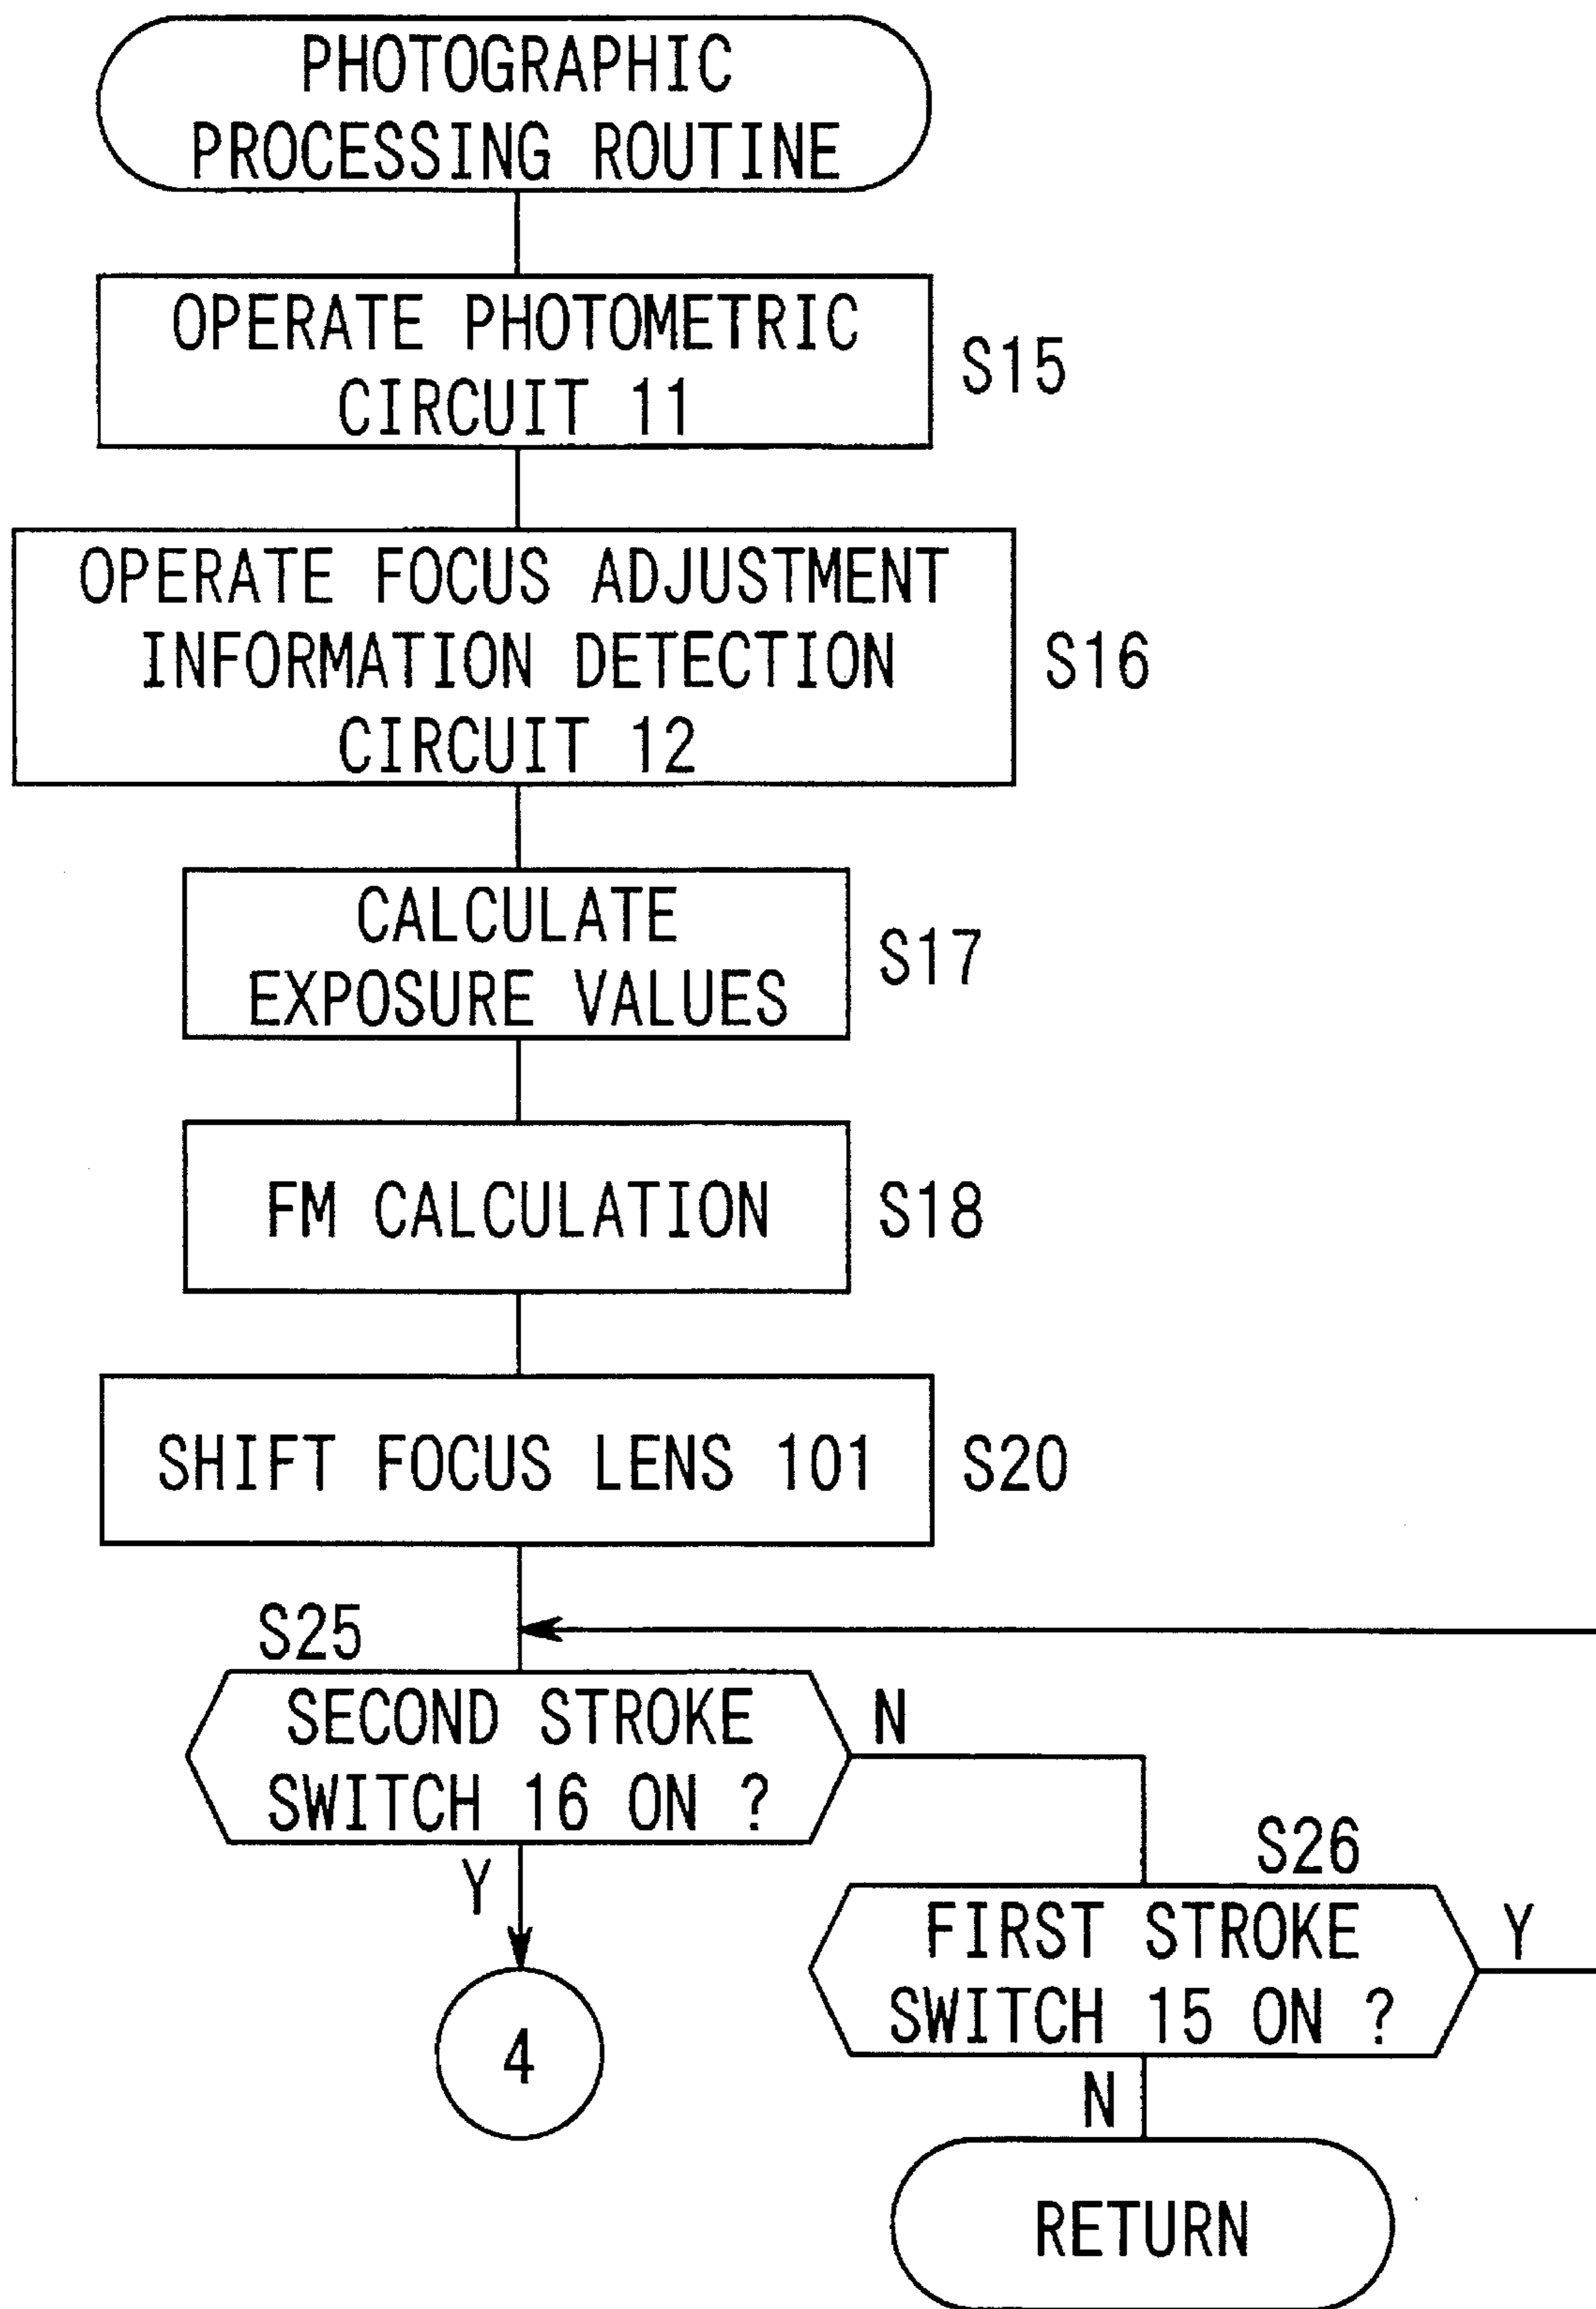 PHOTOGRAPHIC
PROCESSING ROUTINE
OPERATE PHOTOMETRIC
CIRCUIT 11
S15
OPERATE FOCUS ADJUSTMENT
INFORMATION DETECTION
CIRCUIT 12
S16
CALCULATE
EXPOSURE VALUES
S17
FM CALCULATION
S18
SHIFT FOCUS LENS 101
S20
S25
SECOND STROKE
SWITCH 16 ON ?
N
Y
4
S26
FIRST STROKE
SWITCH 15 ON ?
Y
N
RETURN